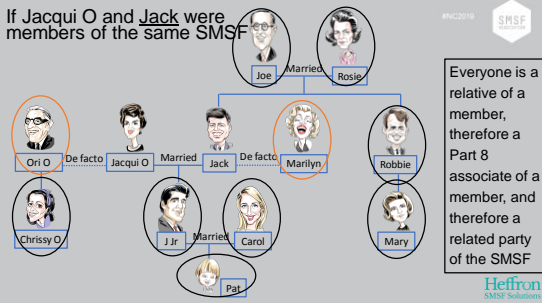 If Jacqui O and Jack were
members of the same SMSF
#NC2019
SMSF
Joe
Married
Rosie
Everyone is a
relative of a
member,
therefore a
Part 8
associate of a
member, and
therefore a
related party
of the SMSF
Ori O
De facto
Jacqui O
Married
Jack
De facto
Marilyn
Robbie
Chrissy O
J Jr
Married
Carol
Mary
Pat
Heffron
SMSF Solutions